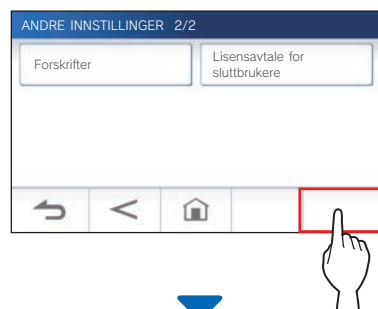 ANDRE INNSTILLINGER 2/2
Forskrifter
Lisensavtale for
sluttbrukere